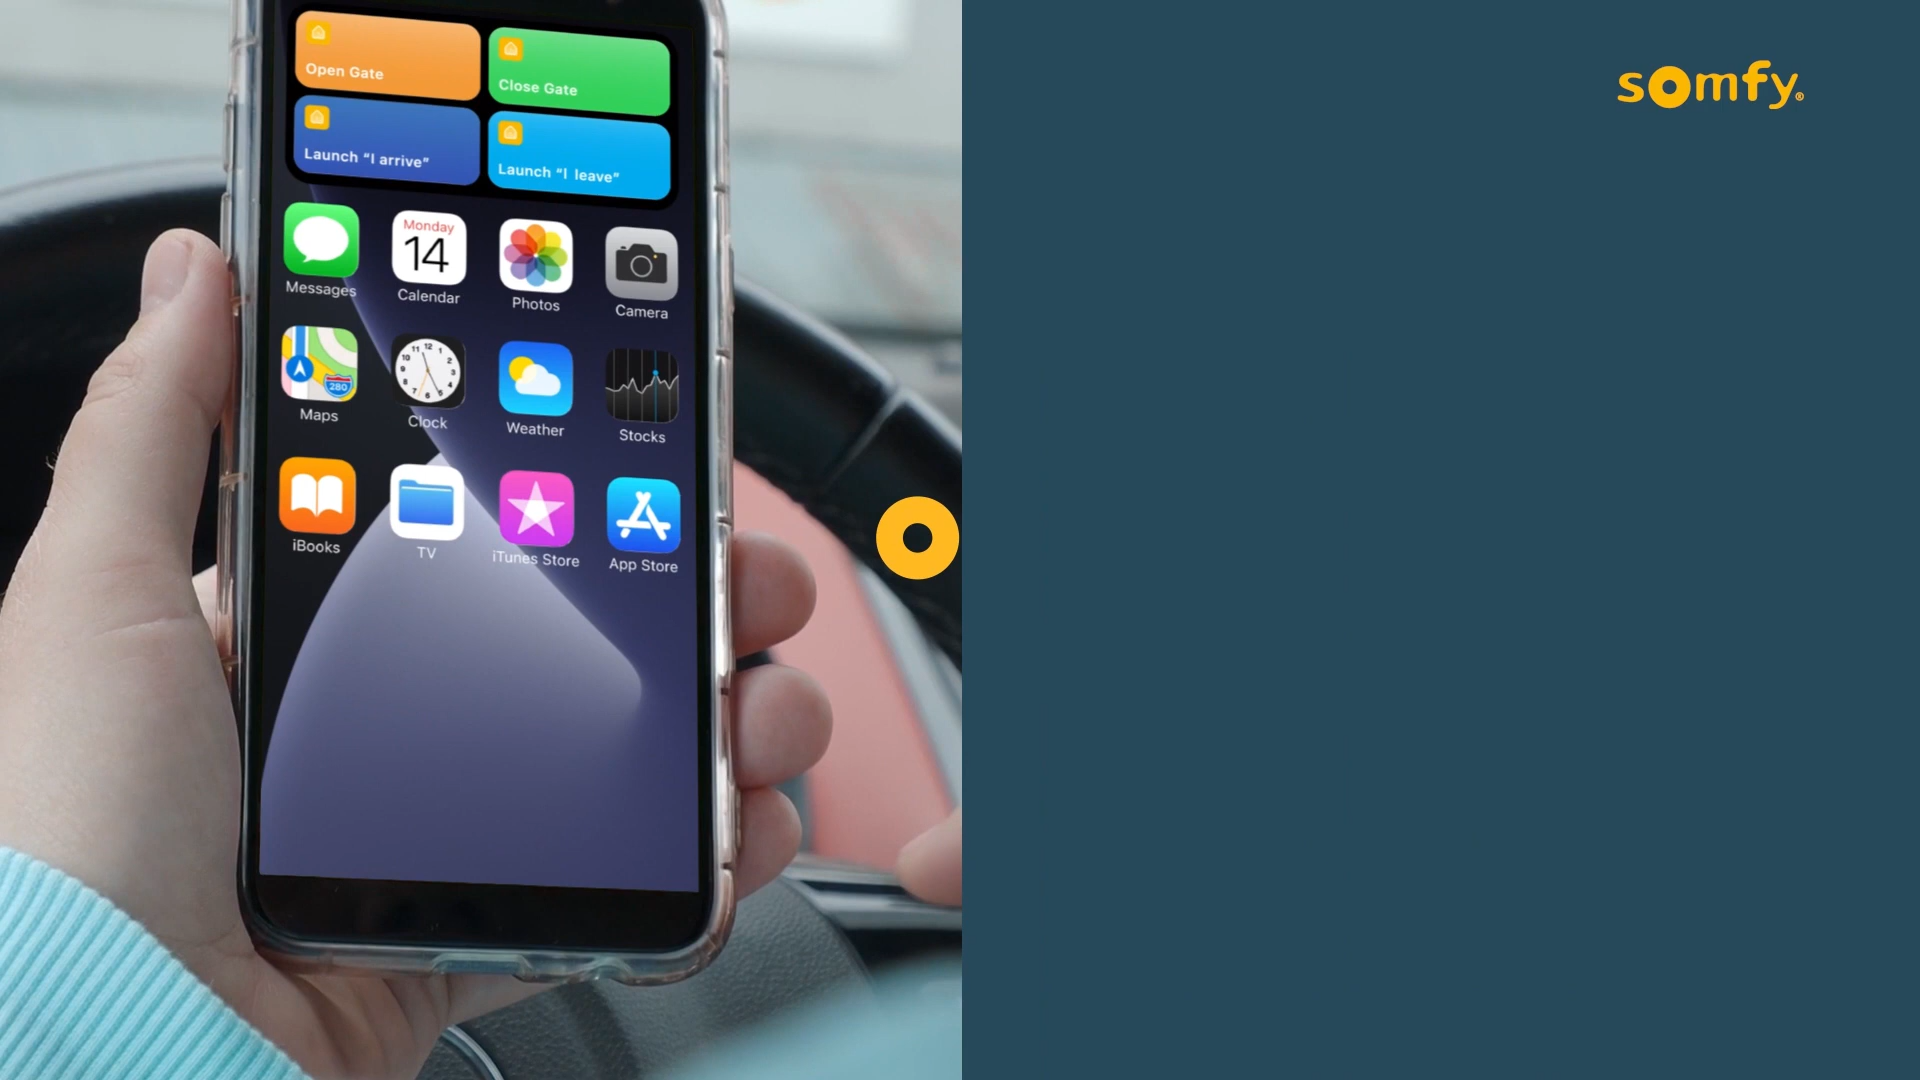 Open Gate
Close Gate
Launch "I arrive"
Launch "I leave"
Messages
Monday
14
Calendar
Photos
Camera
280
Maps
Clock
Weather
Stocks
iBooks
TV
iTunes Store
App Store
somfy®